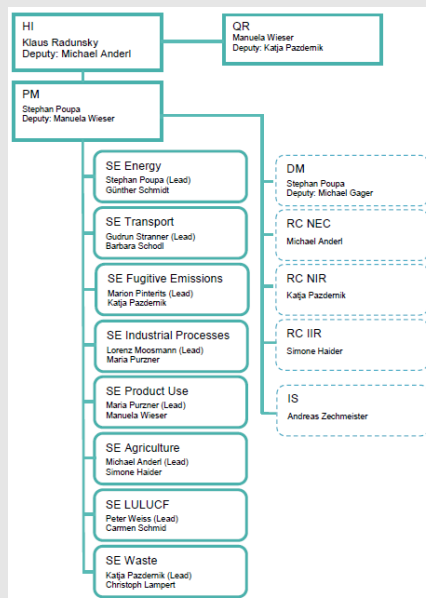 HI
Klaus Radunsky
Deputy: Michael Anderl
QR
Manuela Wieser
Deputy: Katja Pazdernik
PM
Stephan Poupa
Deputy: Manuela Wieser
SE Energy
Stephan Poupa (Lead)
Günther Schmidt
SE Transport
Gudrun Stranner (Lead)
Barbara Schodl
SE Fugitive Emissions
Marion Pinterits (Lead)
Katja Pazdernik
SE Industrial Processes
Lorenz Moosmann (Lead)
Maria Purzner
SE Product Use
Maria Purzner (Lead)
Manuela Wieser
SE Agriculture
Michael Anderl (Lead)
Simone Haider
SE LULUCF
Peter Weiss (Lead)
Carmen Schmid
SE Waste
Katja Pazdernik (Lead)
Christoph Lampert
DM
Stephan Poupa
Deputy: Michael Gager
RC NEC
Michael Anderl
RC NIR
Katja Pazdernik
RC IIR
Simone Haider
IS
Andreas Zechmeister